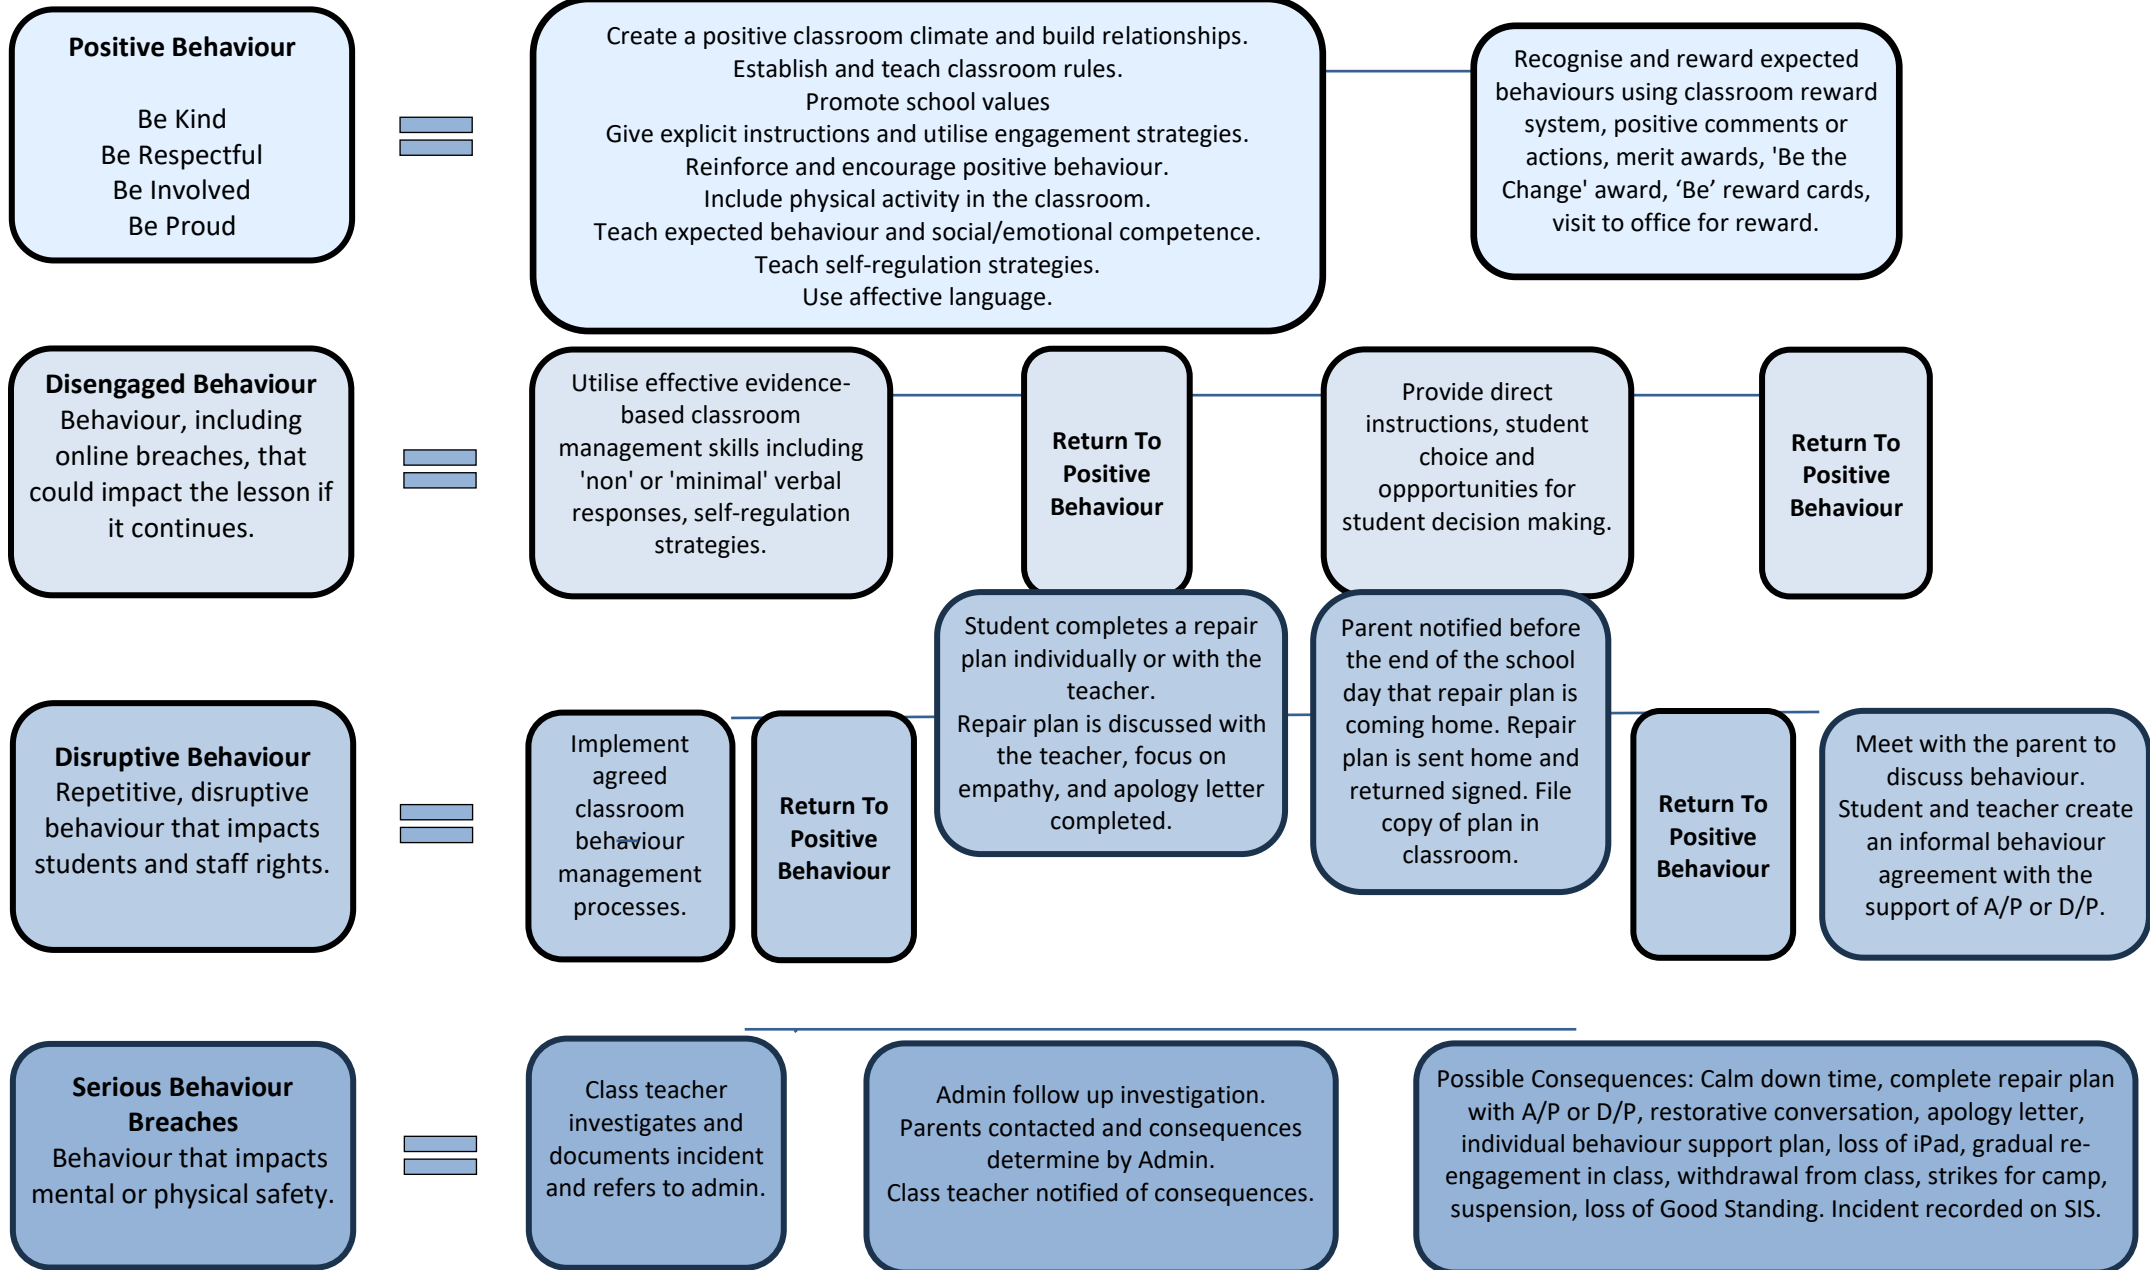 Positive Behaviour
Be Kind
Be Respectful
Be Involved
Be Proud
Create a positive classroom climate and build relationships.
Establish and teach classroom rules.
Promote school values
Give explicit instructions and utilise engagement strategies.
Reinforce and encourage positive behaviour.
Include physical activity in the classroom.
Teach expected behaviour and social/emotional competence.
Teach self-regulation strategies.
Use affective language.
Recognise and reward expected
behaviours using classroom reward
system, positive comments or
actions, merit awards, 'Be the
Change' award, ‘Be’ reward cards,
visit to office for reward.
Disengaged Behaviour
Behaviour, including
online breaches, that
could impact the lesson if
it continues.
Utilise effective evidence-
based classroom
management skills including
'non' or 'minimal' verbal
responses, self-regulation
strategies.
Return To
Positive
Behaviour
Provide direct
instructions, student
choice and
oppportunities for
student decision making.
Return To
Positive
Behaviour
Disruptive Behaviour
Repetitive, disruptive
behaviour that impacts
students and staff rights.
Implement
agreed
classroom
behaviour
management
processes.
Return To
Positive
Behaviour
Student completes a repair
plan individually or with the
teacher.
Repair plan is discussed with
the teacher, focus on
empathy, and apology letter
completed.
Parent notified before
the end of the school
day that repair plan is
coming home. Repair
plan is sent home and
returned signed. File
copy of plan in
classroom.
Return To
Positive
Behaviour
Meet with the parent to
discuss behaviour.
Student and teacher create
an informal behaviour
agreement with the
support of A/P or D/P.
Serious Behaviour
Breaches
Behaviour that impacts
mental or physical safety.
Class teacher
investigates and
documents incident
and refers to admin.
Admin follow up investigation.
Parents contacted and consequences
determine by Admin.
Class teacher notified of consequences.
Possible Consequences: Calm down time, complete repair plan
with A/P or D/P, restorative conversation, apology letter,
individual behaviour support plan, loss of iPad, gradual re-
engagement in class, withdrawal from class, strikes for camp,
suspension, loss of Good Standing. Incident recorded on SIS.